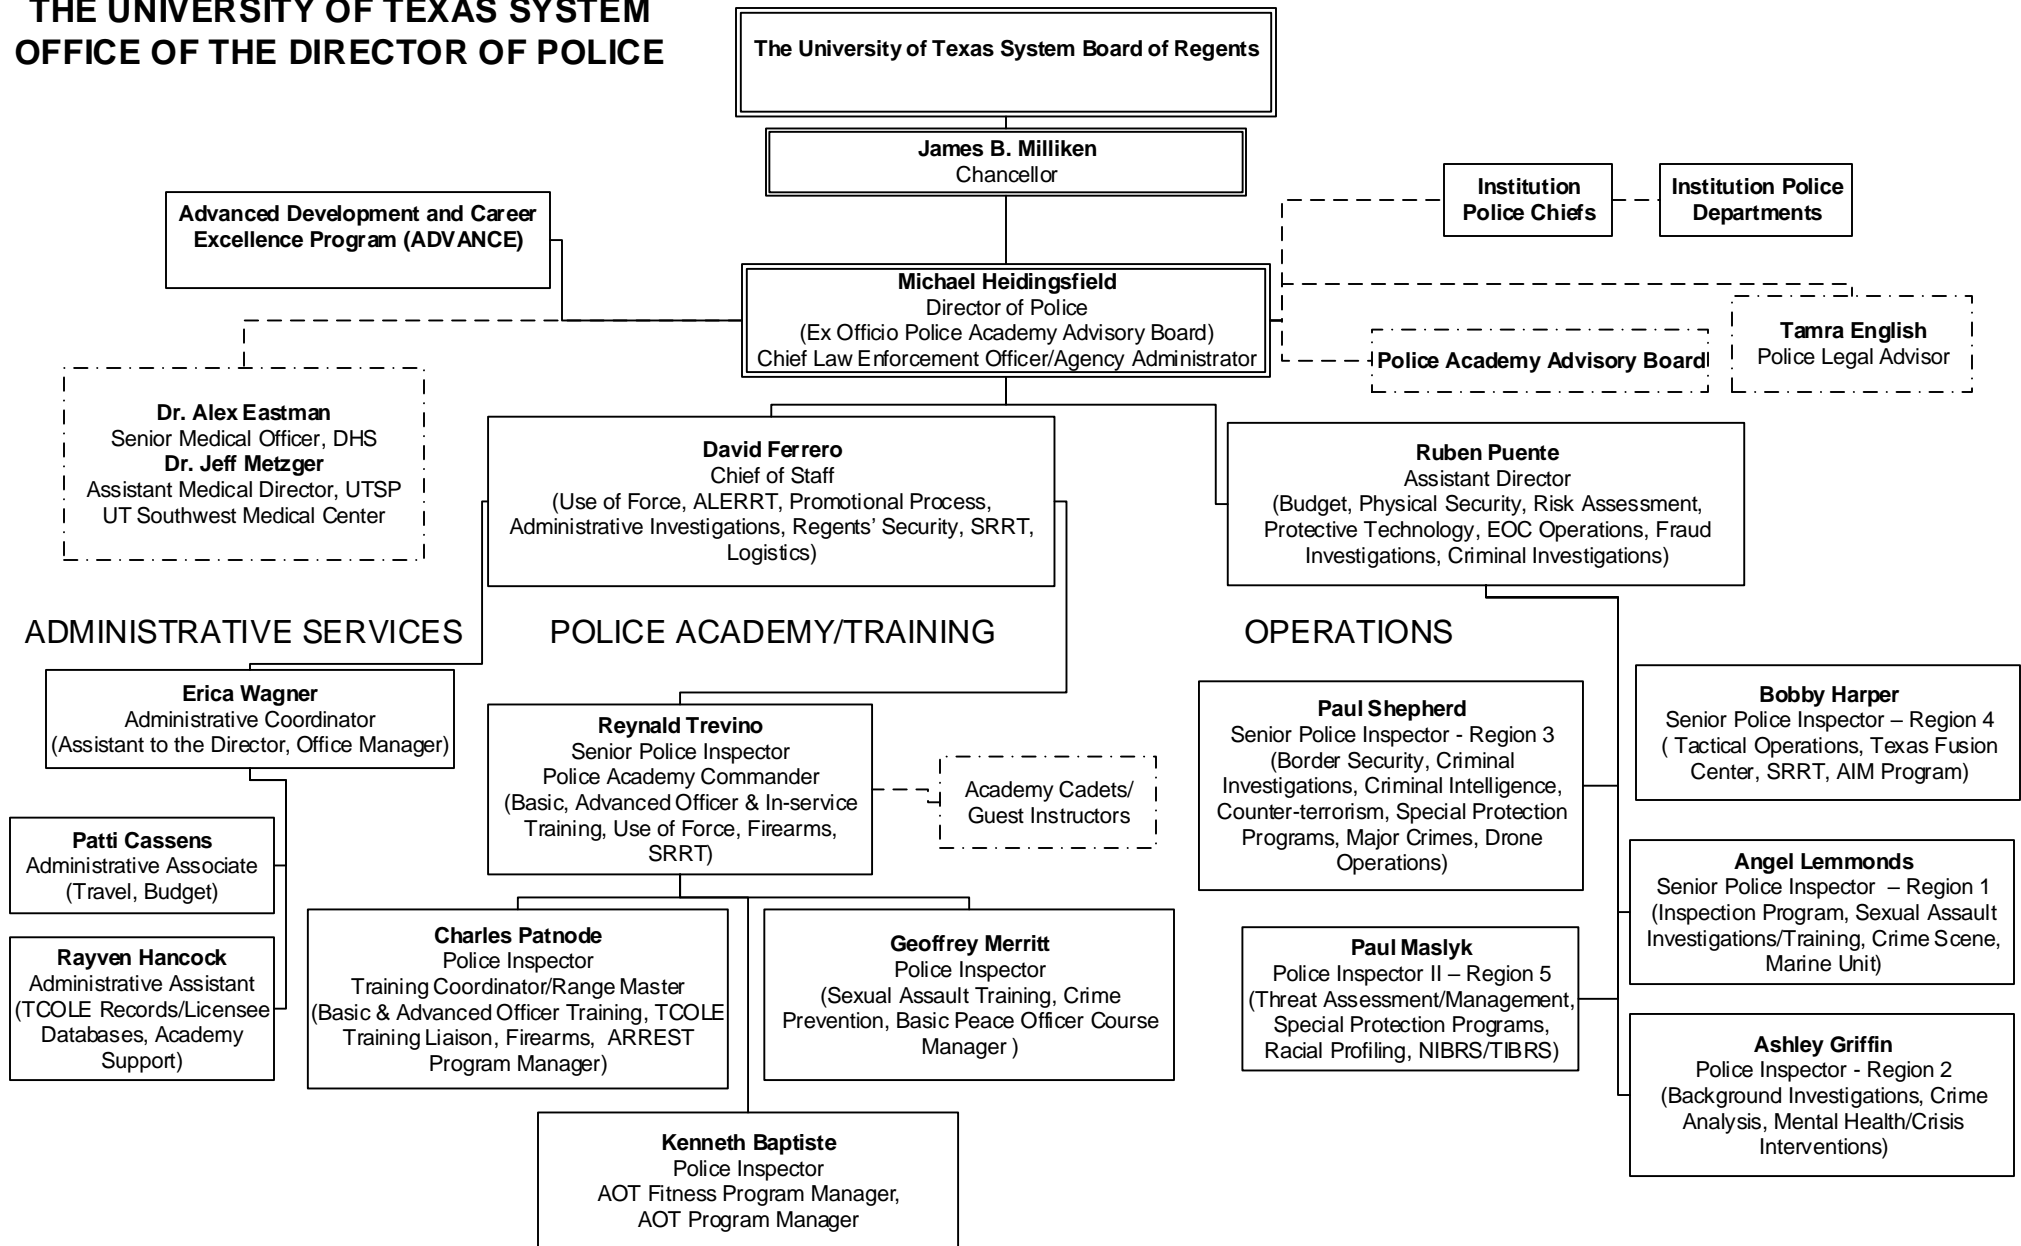 THE UNIVERSITY OF TEXAS SYSTEM
OFFICE OF THE DIRECTOR OF POLICE
The University of Texas System Board of Regents
James B. Milliken
Chancellor
Advanced Development and Career
Excellence Program (ADVANCE)
Institution
Police Chiefs
Institution Police
Departments
Michael Heidingsfield
Director of Police
(Ex Officio Police Academy Advisory Board)
Chief Law Enforcement Officer/Agency Administrator
Police Academy Advisory Board
Tamra English
Police Legal Advisor
Dr. Alex Eastman
Senior Medical Officer, DHS
Dr. Jeff Metzger
Assistant Medical Director, UTSP
UT Southwest Medical Center
David Ferrero
Chief of Staff
(Use of Force, ALERRT, Promotional Process,
Administrative Investigations, Regents’ Security, SRRT,
Logistics)
Ruben Puente
Assistant Director
(Budget, Physical Security, Risk Assessment,
Protective Technology, EOC Operations, Fraud
Investigations, Criminal Investigations)
ADMINISTRATIVE SERVICES
Erica Wagner
Administrative Coordinator
(Assistant to the Director, Office Manager)
Patti Cassens
Administrative Associate
(Travel, Budget)
Rayven Hancock
Administrative Assistant
(TCOLE Records/Licensee
Databases, Academy
Support)
POLICE ACADEMY/TRAINING
Reynald Trevino
Senior Police Inspector
Police Academy Commander
(Basic, Advanced Officer & In-service
Training, Use of Force, Firearms,
SRRT)
Academy Cadets/
Guest Instructors
Charles Patnode
Police Inspector
Training Coordinator/Range Master
(Basic & Advanced Officer Training, TCOLE
Training Liaison, Firearms, ARREST
Program Manager)
Geoffrey Merritt
Police Inspector
(Sexual Assault Training, Crime
Prevention, Basic Peace Officer Course
Manager )
Kenneth Baptiste
Police Inspector
AOT Fitness Program Manager,
AOT Program Manager
OPERATIONS
Paul Shepherd
Senior Police Inspector - Region 3
(Border Security, Criminal
Investigations, Criminal Intelligence,
Counter-terrorism, Special Protection
Programs, Major Crimes, Drone
Operations)
Bobby Harper
Senior Police Inspector – Region 4
( Tactical Operations, Texas Fusion
Center, SRRT, AIM Program)
Angel Lemmonds
Senior Police Inspector – Region 1
(Inspection Program, Sexual Assault
Investigations/Training, Crime Scene,
Marine Unit)
Paul Maslyk
Police Inspector II – Region 5
(Threat Assessment/Management,
Special Protection Programs,
Racial Profiling, NIBRS/TIBRS)
Ashley Griffin
Police Inspector - Region 2
(Background Investigations, Crime
Analysis, Mental Health/Crisis
Interventions)